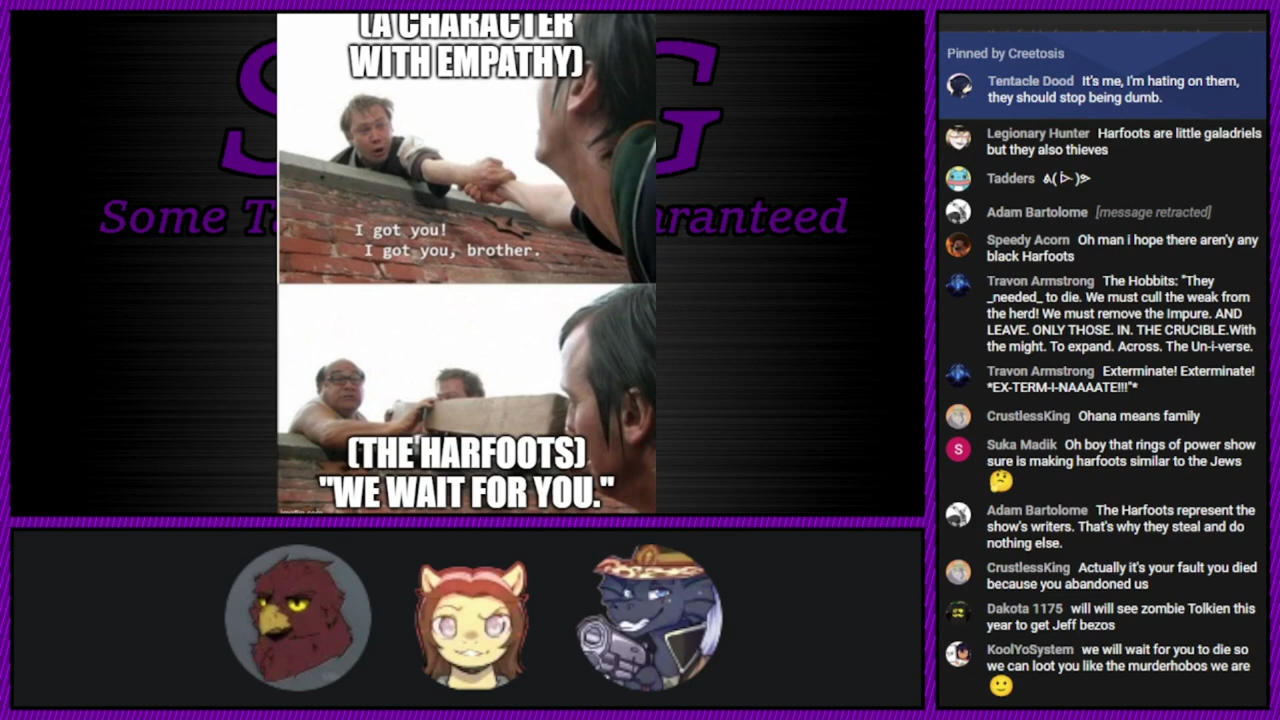 (A CHARACTER
WITH EMPATHY)
I got you!
I got you, brother.
(THE HARFOOTS)
"WE WAIT FOR YOU."
S
G
Some Ta
aranteed
Pinned by Creetosis
Tentacle Dood It's me, I'm hating on them,
they should stop being dumb.
Legionary Hunter Harfoots are little galadriels
but they also thieves
Tadders
Adam Bartolome [message retracted]
Speedy Acorn Oh man i hope there aren'y any
black Harfoots
Travon Armstrong The Hobbits: "They
_needed_ to die. We must cull the weak from
the herd! We must remove the Impure. AND
LEAVE. ONLY THOSE. IN. THE CRUCIBLE.With
the might. To expand. Across. The Un-i-verse.
Travon Armstrong Exterminate! Exterminate!
*EX-TERM-I-NAAAATE!!!"*
CrustlessKing Ohana means family
S
Suka Madik Oh boy that rings of power show
sure is making harfoots similar to the Jews
🤔
Adam Bartolome The Harfoots represent the
show's writers. That's why they steal and do
nothing else.
CrustlessKing Actually it's your fault you died
because you abandoned us
Dakota 1175 will will see zombie Tolkien this
year to get Jeff bezos
KoolYoSystem we will wait for you to die so
we can loot you like the murderhobos we are
🙂